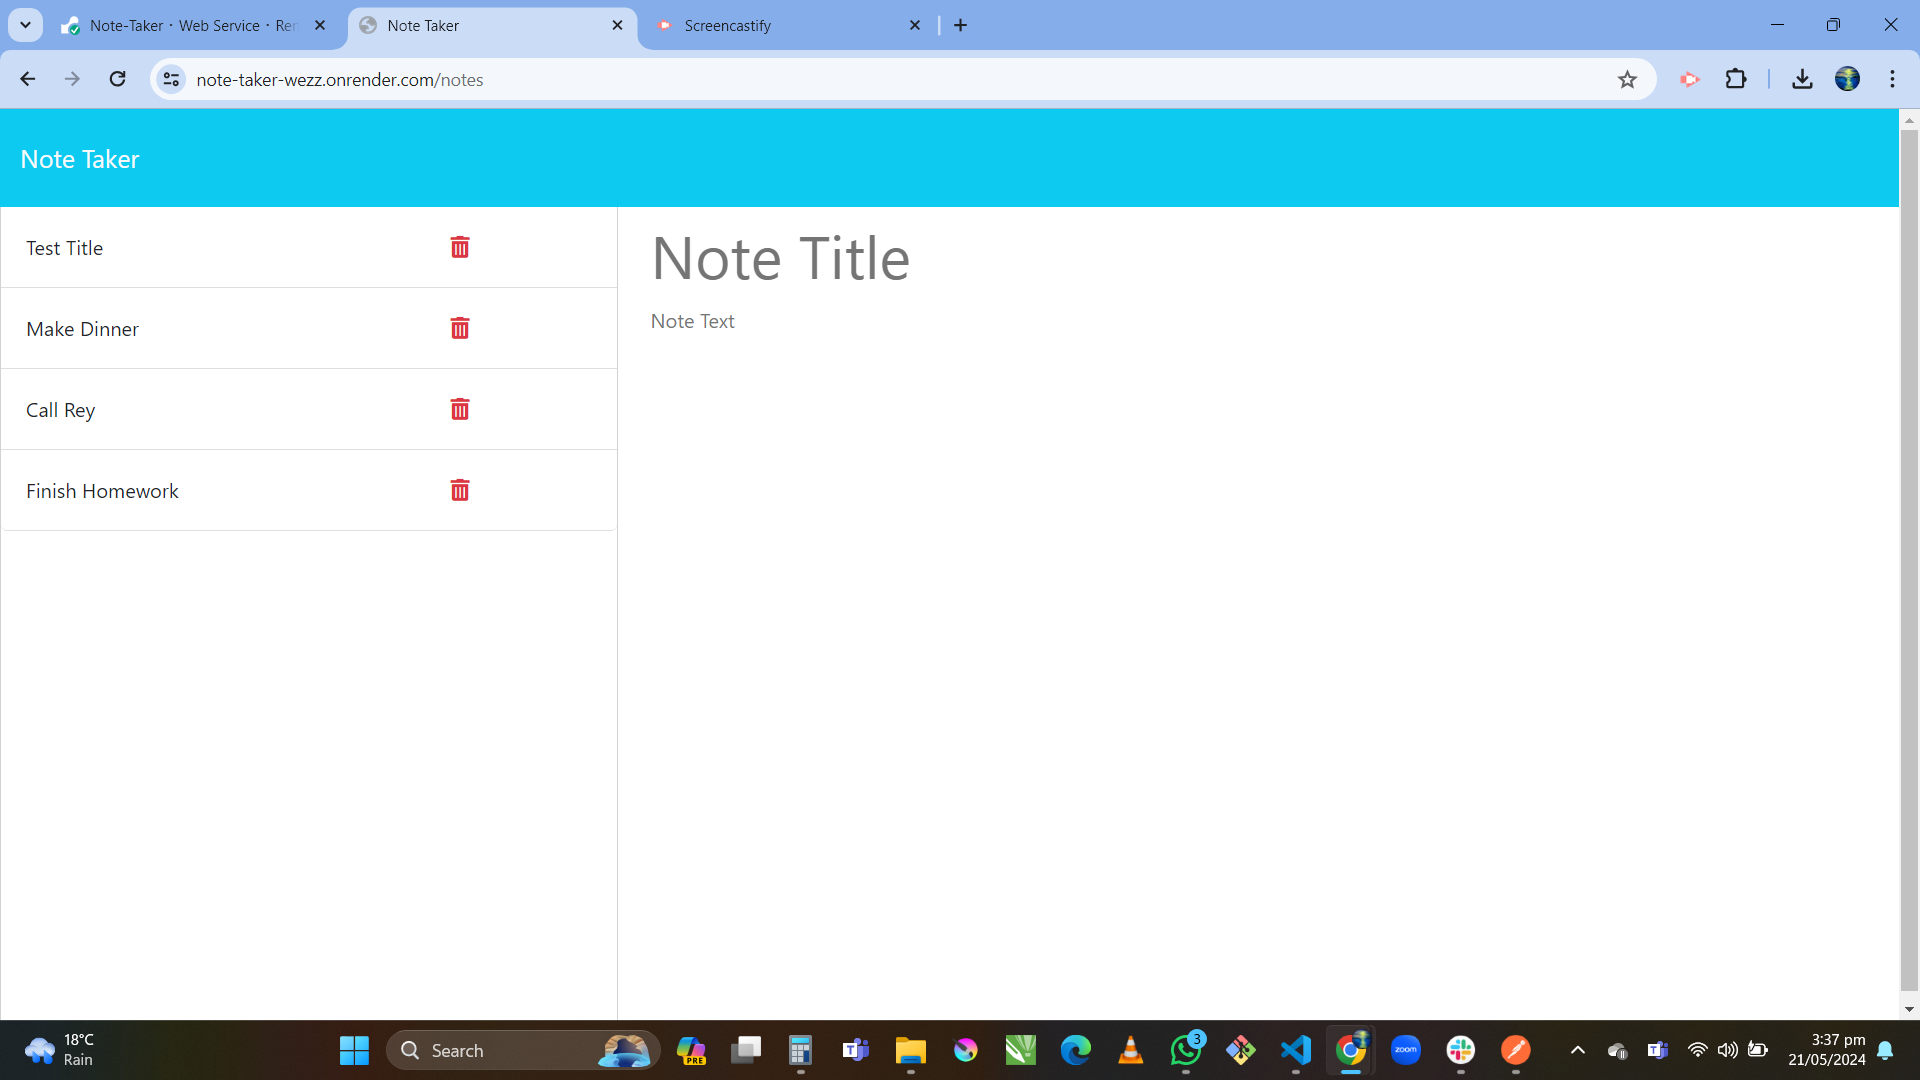 Note-Taker · Web Service · Ren
Note Taker
Screencastify
note-taker-wezz.onrender.com/notes
Note Taker
Test Title
Make Dinner
Call Rey
Finish Homework
Note Title
Note Text
18°C
Rain
Search
PRE
3
zoom
3:37 pm
21/05/2024